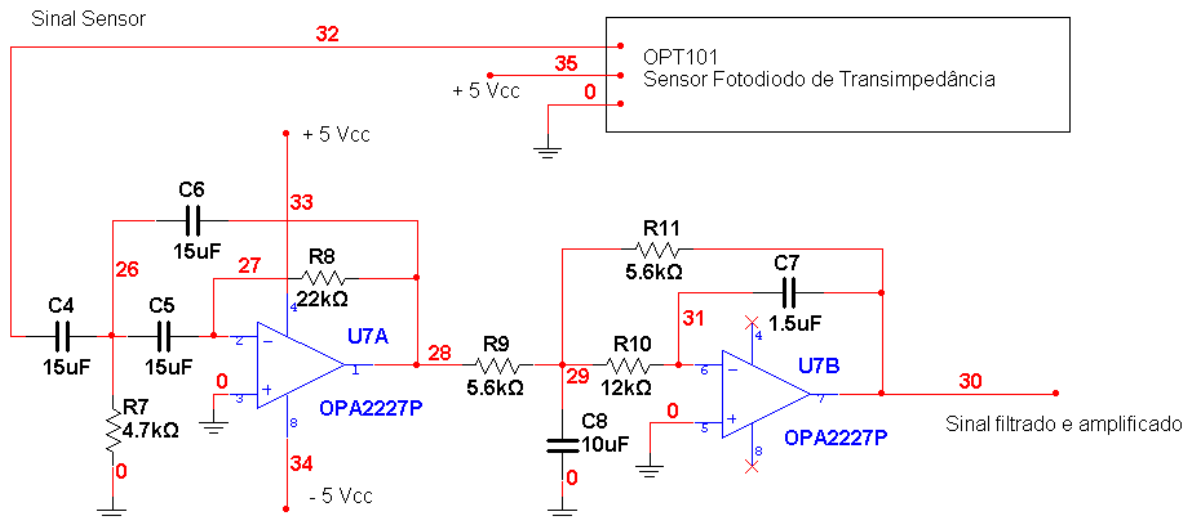 Sinal Sensor
32
OPT101
Sensor Fotodiodo de Transimpedância
35
+ 5 Vcc
0
+ 5 Vcc
C6
15uF
33
26
27
R8
22kΩ
C4
15uF
C5
15uF
4
2
U7A
1
0
3
OPA2227P
8
R7
4.7kΩ
0
34
- 5 Vcc
28
R9
5.6kΩ
R11
5.6kΩ
C7
1.5uF
31
29
R10
12kΩ
4
6
U7B
7
0
5
OPA2227P
8
C8
10uF
0
30
Sinal filtrado e amplificado